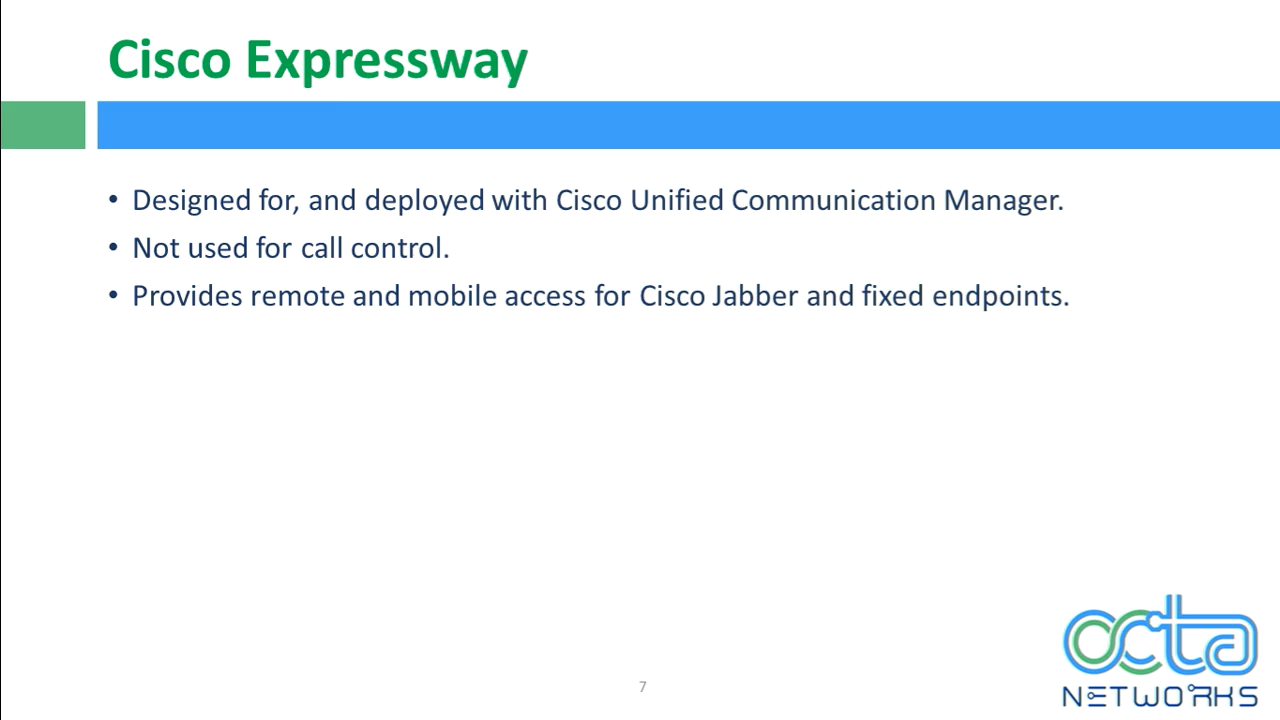 Cisco Expressway
• Designed for, and deployed with Cisco Unified Communication Manager.
• Not used for call control.
• Provides remote and mobile access for Cisco Jabber and fixed endpoints.
octa
NETWORKS
7